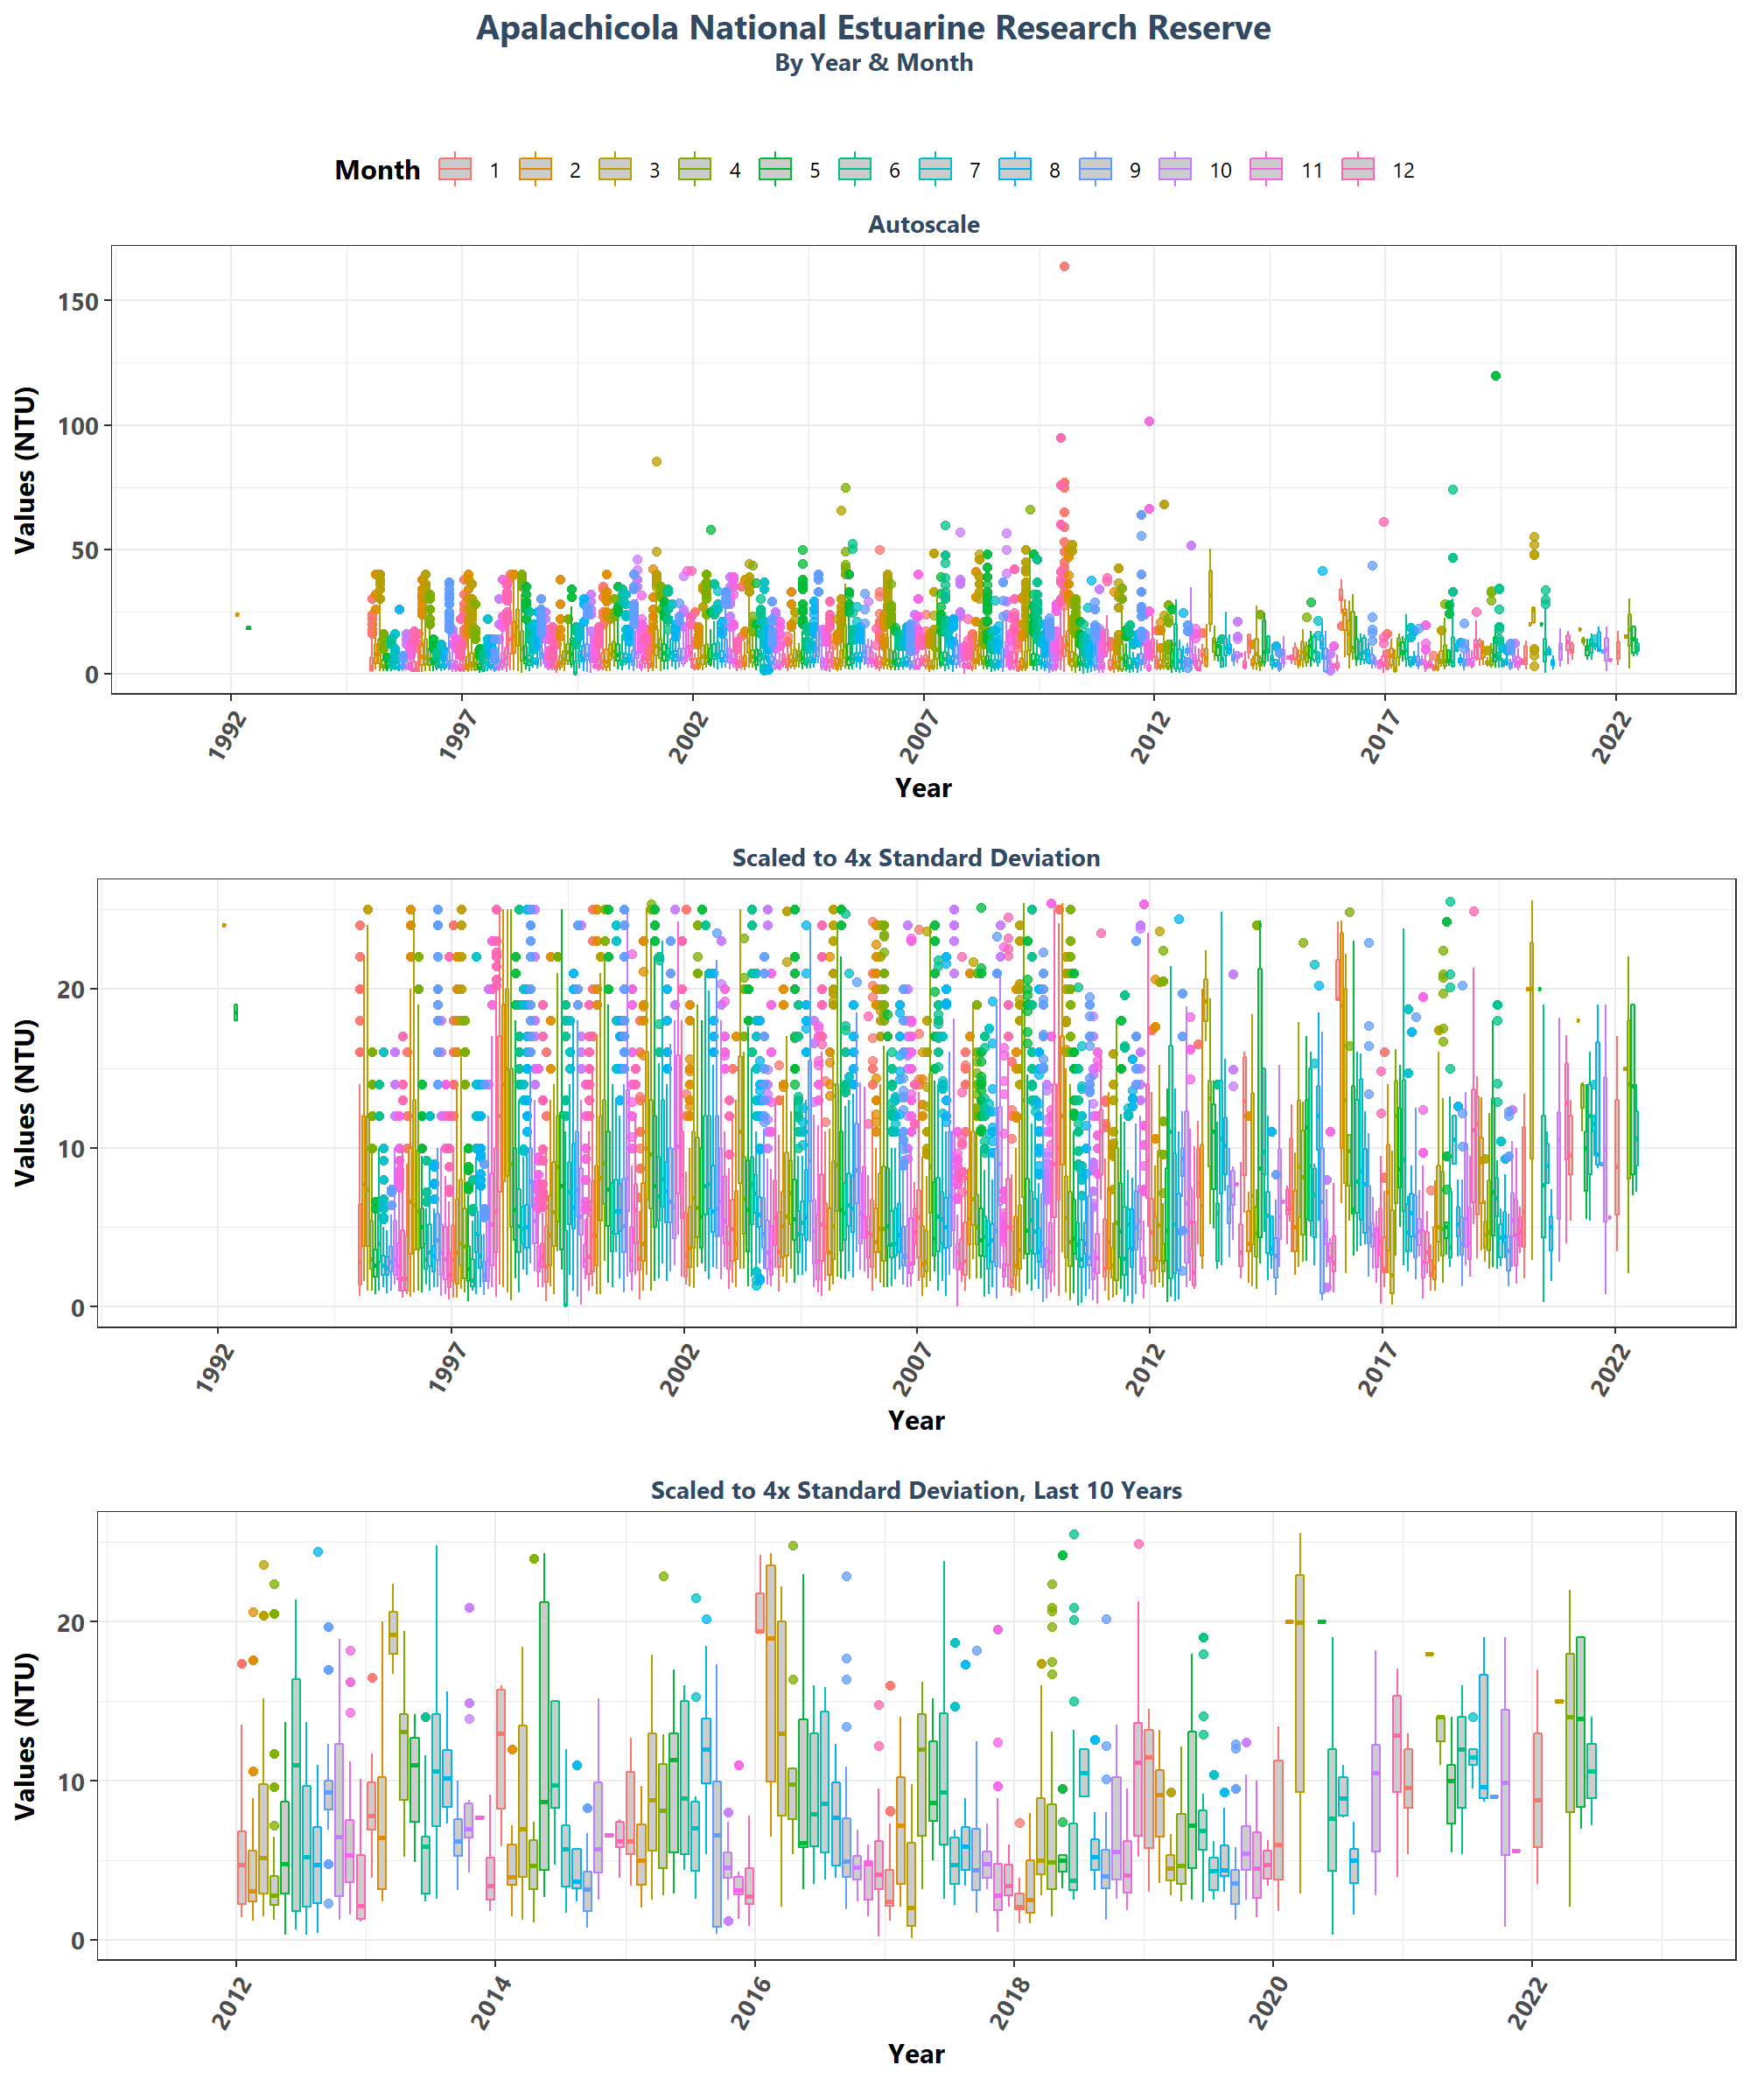 Apalachicola National Estuarine Research Reserve
By Year & Month
Month 1 2 3 4 5 6 7 8 9 10 11 12
Autoscale
Values (NTU)
150
100
50
0
1992 1997 2002 2007 2012 2017 2022
Year
Scaled to 4x Standard Deviation
Values (NTU)
20
10
0
1992 1997 2002 2007 2012 2017 2022
Year
Scaled to 4x Standard Deviation, Last 10 Years
Values (NTU)
20
10
0
2012 2014 2016 2018 2020 2022
Year